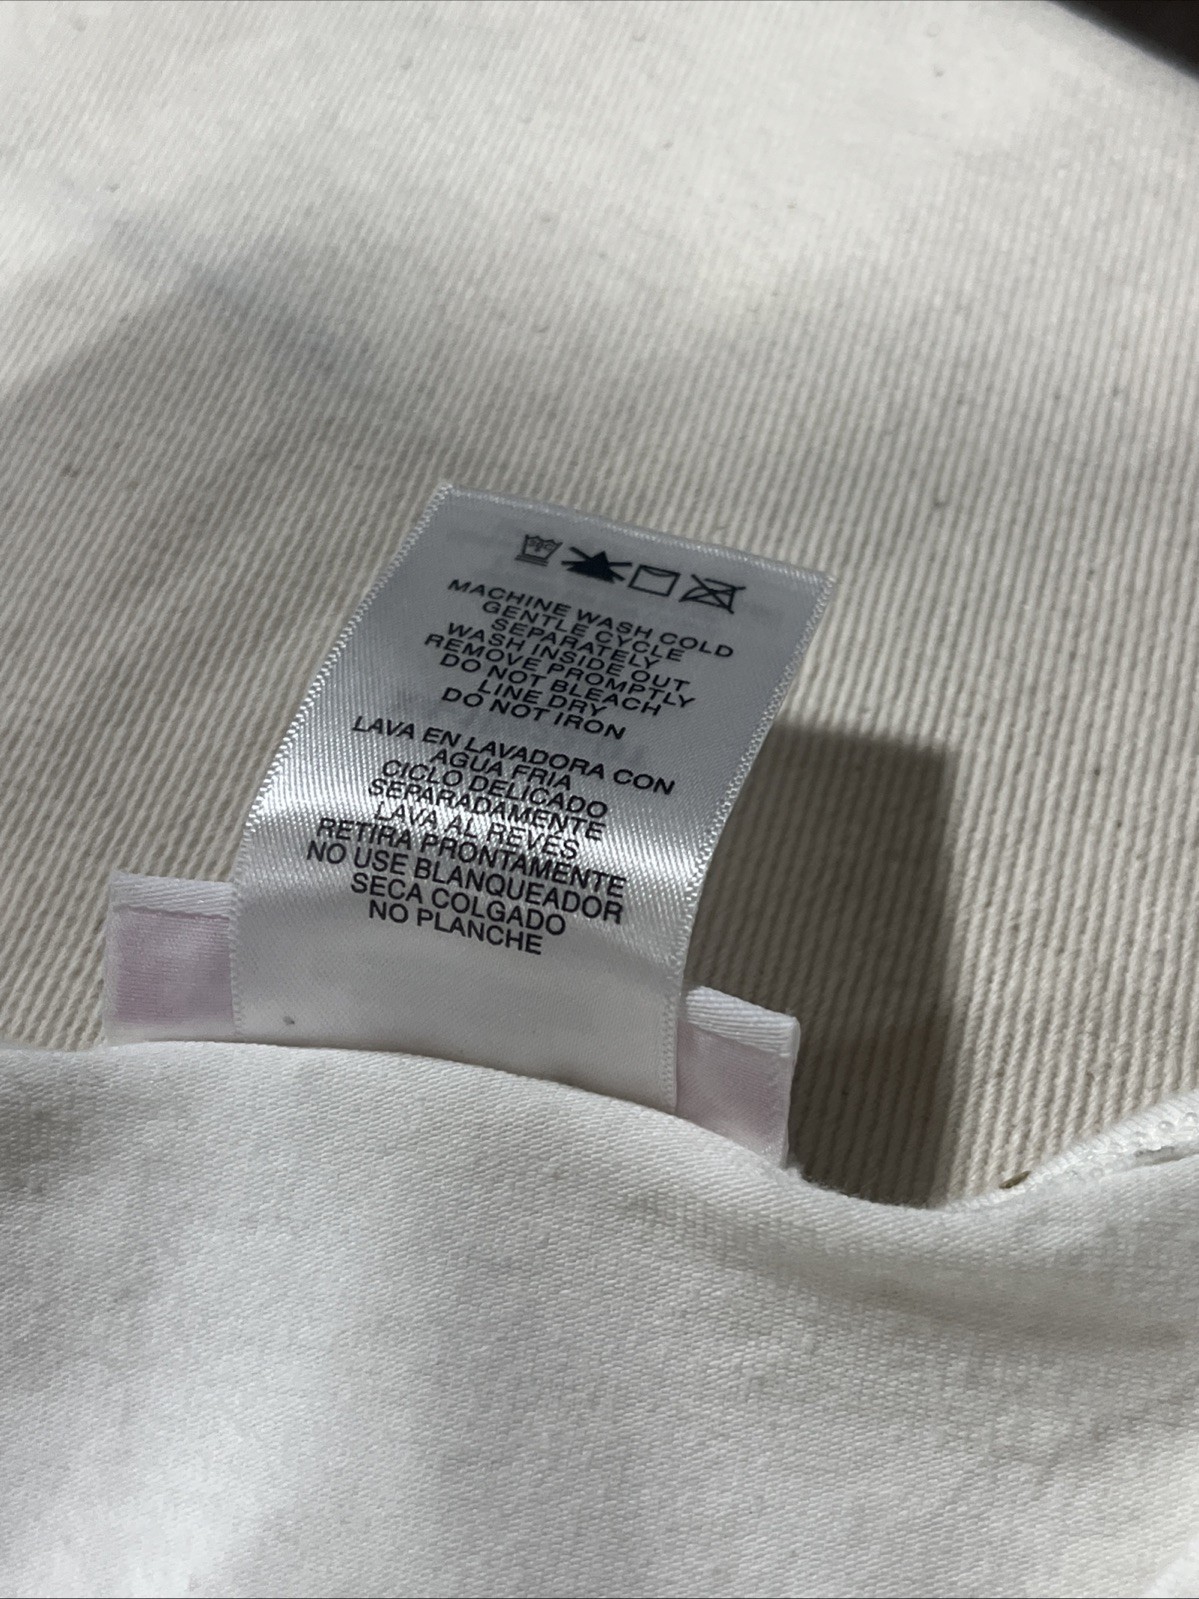 MACHINE WASH COLD
GENTLE CYCLE
SEPARATELY
WASH INSIDE OUT
REMOVE PROMPTLY
DO NOT BLEACH
LINE DRY
DO NOT IRON
LAVA EN LAVADORA CON
AGUA FRIA
CICLO DELICADO
SEPARADAMENTE
LAVA AL REVES
RETIRA PRONTAMENTE
NO USE BLANQUEADOR
SECA COLGADO
NO PLANCHE